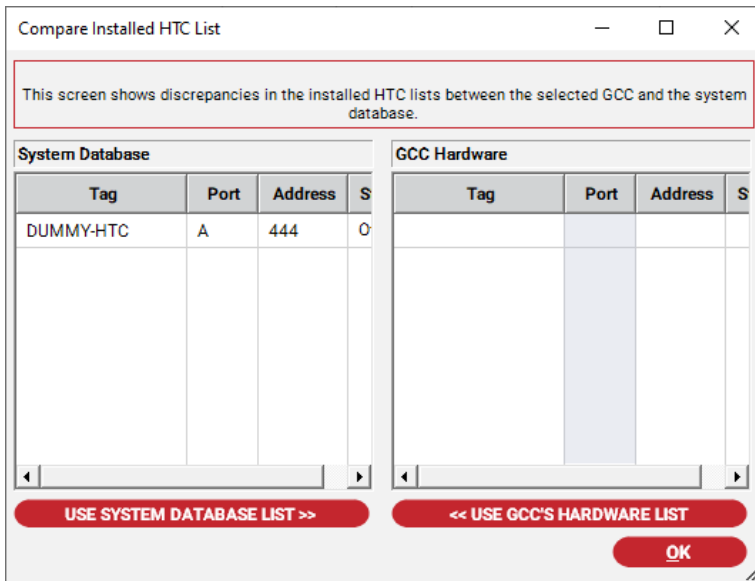 Compare Installed HTC List
This screen shows discrepancies in the installed HTC lists between the selected GCC and the system
database.
System Database
GCC Hardware
Tag Port Address S
Tag Port Address S
DUMMY-HTC A 444 O
USE SYSTEM DATABASE LIST >>
<< USE GCC'S HARDWARE LIST
OK